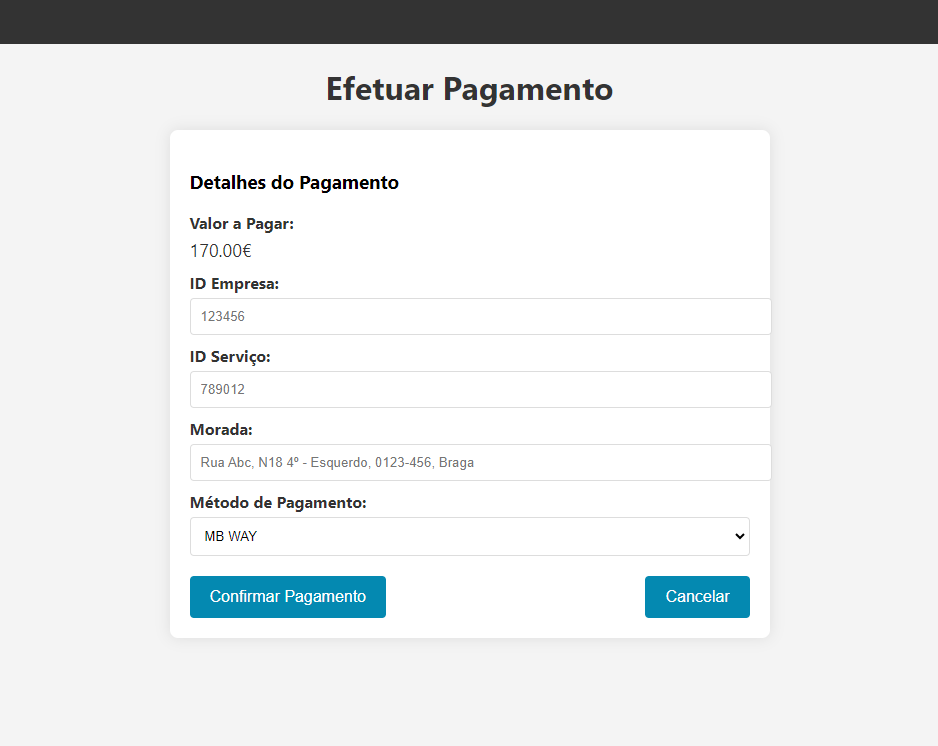 Efetuar Pagamento
Detalhes do Pagamento
Valor a Pagar:
170.00€
ID Empresa:
123456
ID Serviço:
789012
Morada:
Rua Abc, N18 4º - Esquerdo, 0123-456, Braga
Método de Pagamento:
MB WAY
Confirmar Pagamento Cancelar